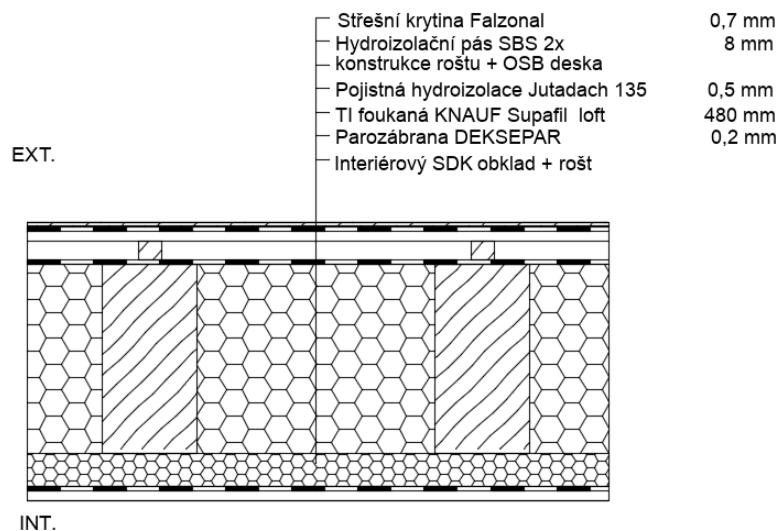 Střešní krytina Falzonal 0,7 mm
Hydroizolační pás SBS 2x 8 mm
konstrukce roštu + OSB deska
Pojistná hydroizolace Jutadach 135 0,5 mm
TI foukaná KNAUF Supafil loft 480 mm
Parozábrana DEKSEPAR 0,2 mm
Interiérový SDK obklad + rošt
EXT.
INT.